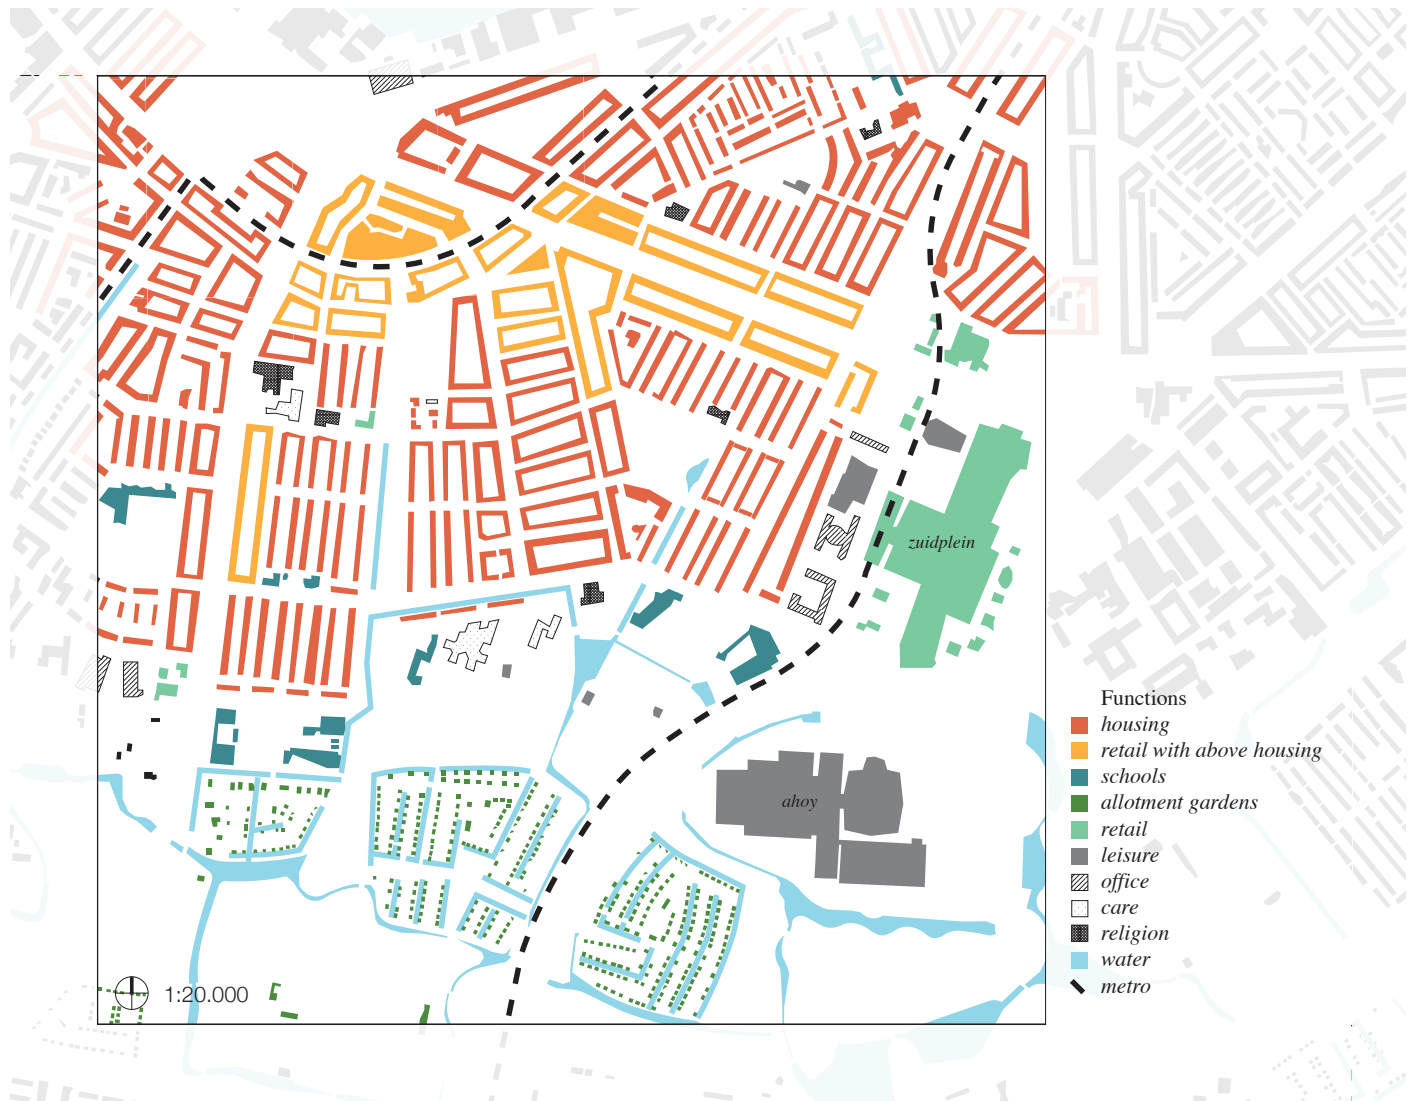 zuidplein
Functions
housing
retail with above housing
schools
ahoy
allotment gardens
retail
leisure
office
care
religion
water
metro
1:20.000